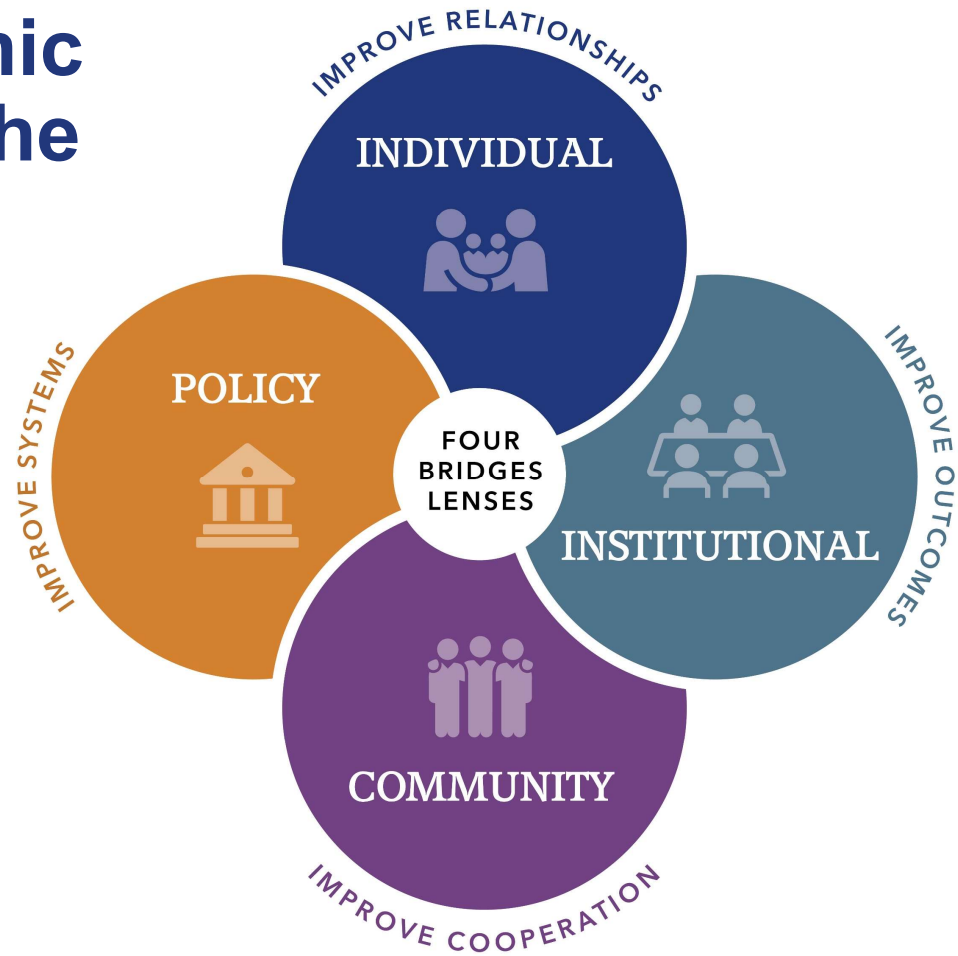 nic
he
IMPROVE RELATIONSHIPS
INDIVIDUAL
IMPROVE SYSTEMS
POLICY
FOUR
BRIDGES
LENSES
INSTITUTIONAL
IMPROVE OUTCOMES
COMMUNITY
IMPROVE COOPERATION